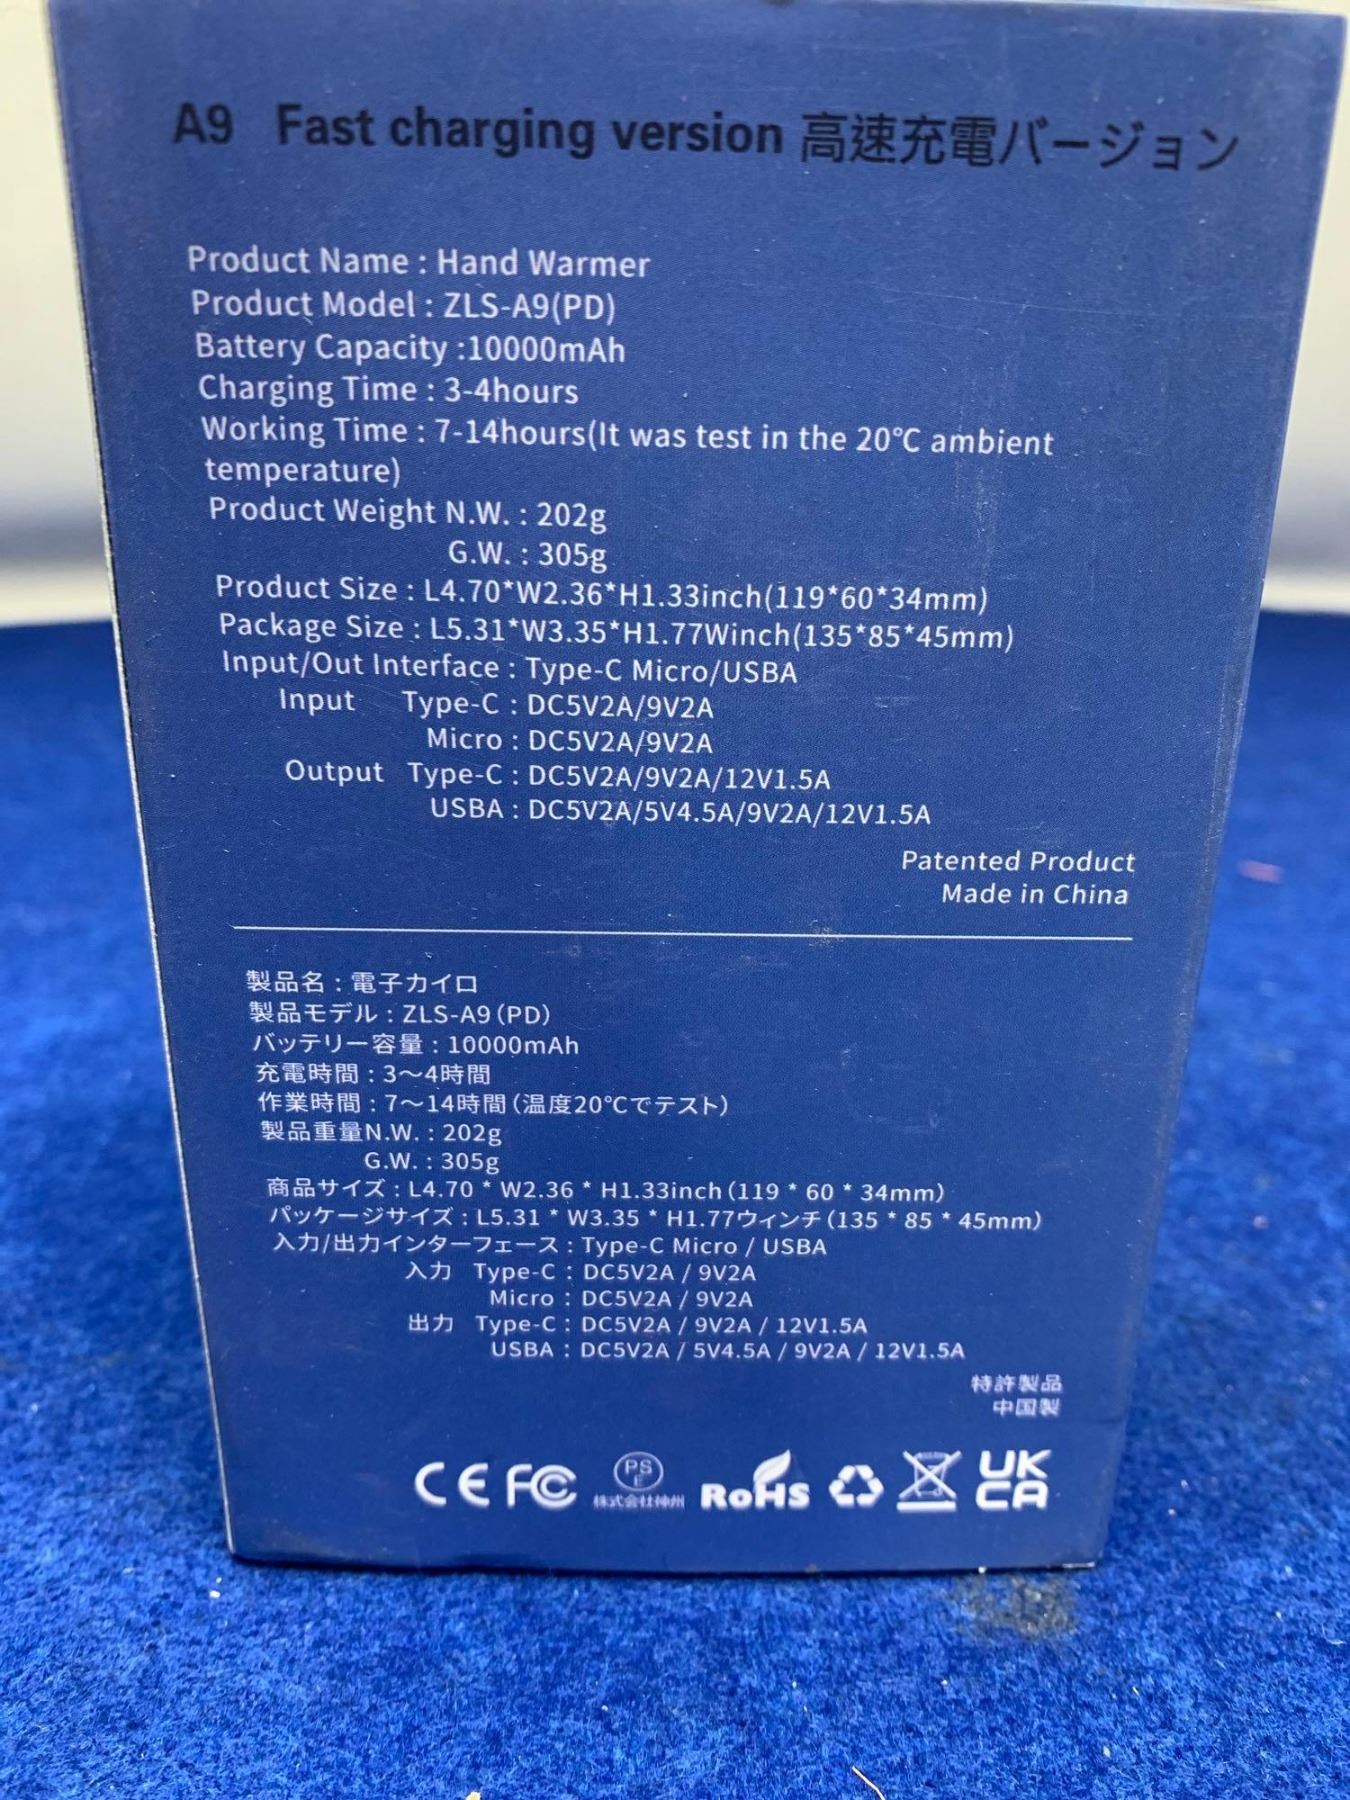 A9 Fast charging version 高速充電バージョン
Product Name : Hand Warmer
Product Model : ZLS-A9(PD)
Battery Capacity :10000mAh
Charging Time : 3-4hours
Working Time : 7-14hours(It was test in the 20℃ ambient
temperature)
Product Weight N.W. : 202g
G.W. : 305g
Product Size : L4.70*W2.36*H1.33inch(119*60*34mm)
Package Size : L5.31*W3.35*H1.77Winch(135*85*45mm)
Input/Out Interface : Type-C Micro/USBA
Input Type-C : DC5V2A/9V2A
Micro : DC5V2A/9V2A
Output Type-C : DC5V2A/9V2A/12V1.5A
USBA : DC5V2A/5V4.5A/9V2A/12V1.5A
Patented Product
Made in China
製品名 : 電子カイロ
製品モデル : ZLS-A9 (PD)
バッテリー容量 : 10000mAh
充電時間 : 3～4時間
作業時間 : 7～14時間 (温度20℃でテスト)
製品重量N.W. : 202g
G.W. : 305g
商品サイズ : L4.70 * W2.36 * H1.33inch (119 * 60 * 34mm)
パッケージサイズ : L5.31 * W3.35 * H1.77ウィンチ (135 * 85 * 45mm)
入力/出力インターフェース : Type-C Micro / USBA
入力 Type-C : DC5V2A / 9V2A
Micro : DC5V2A / 9V2A
出力 Type-C : DC5V2A / 9V2A / 12V1.5A
USBA : DC5V2A / 5V4.5A / 9V2A / 12V1.5A
特許製品
中国製
CE FC PS E RoHS UK CA
株式会社神州